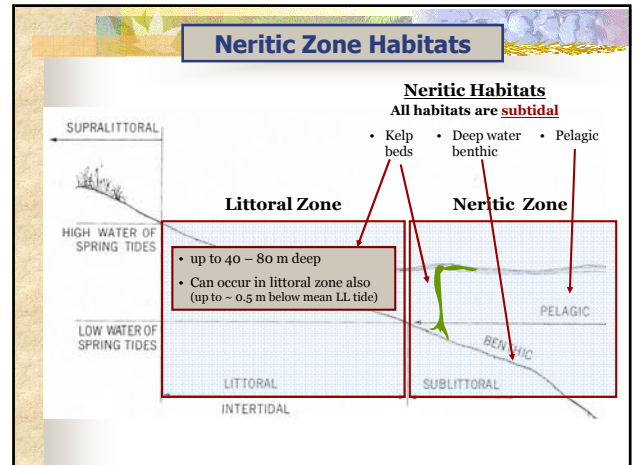 Neritic Zone Habitats
Neritic Habitats
All habitats are subtidal
• Kelp beds
• Deep water benthic
• Pelagic
SUPRALITTORAL
Littoral Zone
Neritic Zone
HIGH WATER OF
SPRING TIDES
• up to 40 – 80 m deep
• Can occur in littoral zone also
(up to ~ 0.5 m below mean LL tide)
PELAGIC
LOW WATER OF
SPRING TIDES
BENTHIC
LITTORAL
SUBLITTORAL
INTERTIDAL